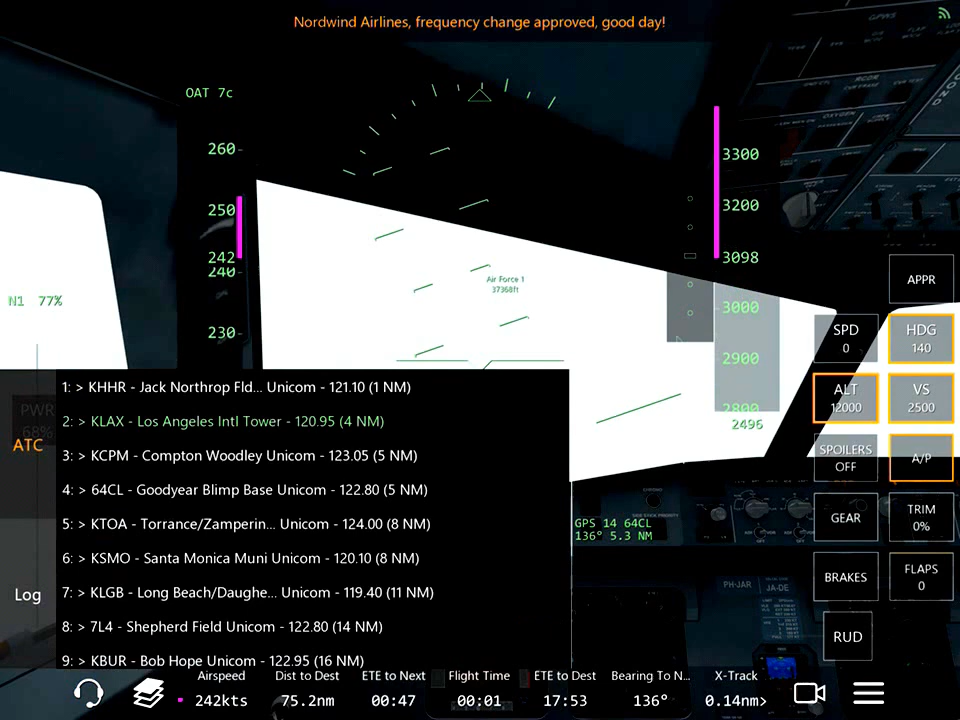 Nordwind Airlines, frequency change approved, good day!
OAT 7c
260
250
242
240
230
N1 77%
3300
3200
3098
3000
2900
2800
2496
Air Force 1
37368ft
APPR
SPD
0
HDG
140
ALT
12000
VS
2500
SPOILERS
OFF
A/P
GEAR
TRIM
0%
BRAKES
FLAPS
0
RUD
PWR
68%
ATC
Log
1: > KHHR - Jack Northrop Fld... Unicom - 121.10 (1 NM)
2: > KLAX - Los Angeles Intl Tower - 120.95 (4 NM)
3: > KCPM - Compton Woodley Unicom - 123.05 (5 NM)
4: > 64CL - Goodyear Blimp Base Unicom - 122.80 (5 NM)
5: > KTOA - Torrance/Zamperin... Unicom - 124.00 (8 NM)
6: > KSMO - Santa Monica Muni Unicom - 120.10 (8 NM)
7: > KLGB - Long Beach/Daughe... Unicom - 119.40 (11 NM)
8: > 7L4 - Shepherd Field Unicom - 122.80 (14 NM)
9: > KBUR - Bob Hope Unicom - 122.95 (16 NM)
GPS 14 64CL
136° 5.3 NM
PH-JAR
JA-DE
Airspeed
242kts
Dist to Dest
75.2nm
ETE to Next
00:47
Flight Time
00:01
ETE to Dest
17:53
Bearing To N...
136°
X-Track
0.14nm>